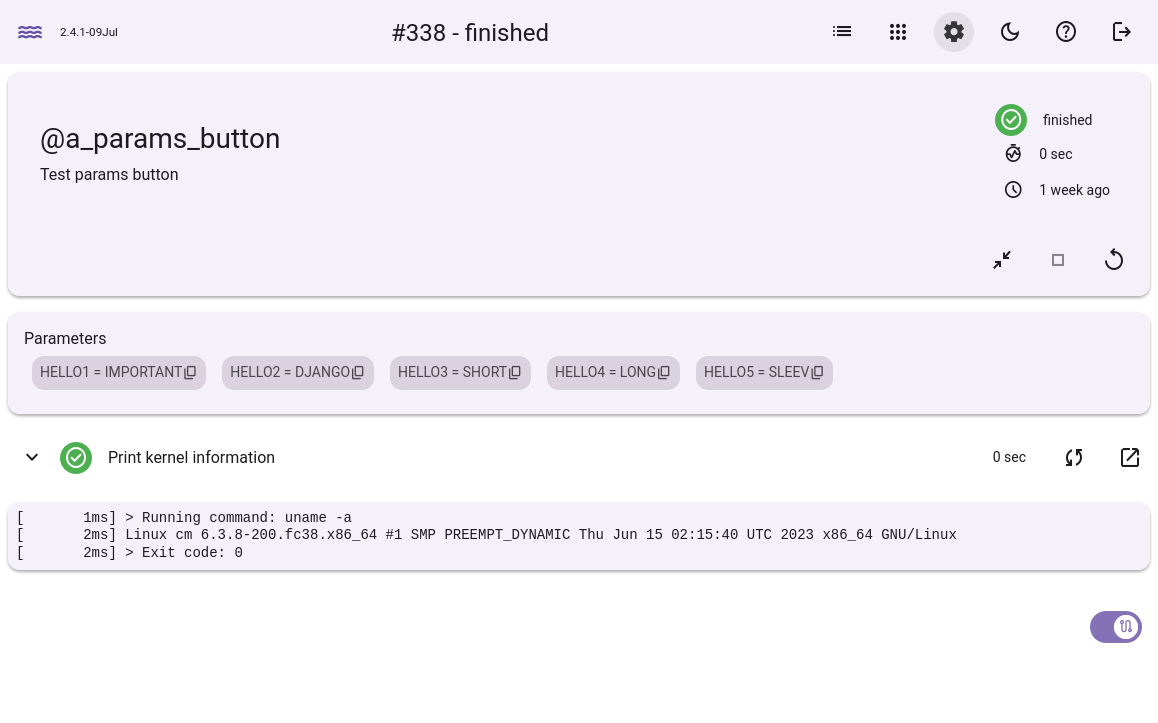 2.4.1-09Jul
#338 - finished
@a_params_button
Test params button
finished
0 sec
1 week ago
Parameters
HELLO1 = IMPORTANT HELLO2 = DJANGO HELLO3 = SHORT HELLO4 = LONG HELLO5 = SLEEV
Print kernel information 0 sec
[       1ms] > Running command: uname -a
[       2ms] Linux cm 6.3.8-200.fc38.x86_64 #1 SMP PREEMPT_DYNAMIC Thu Jun 15 02:15:40 UTC 2023 x86_64 GNU/Linux
[       2ms] > Exit code: 0